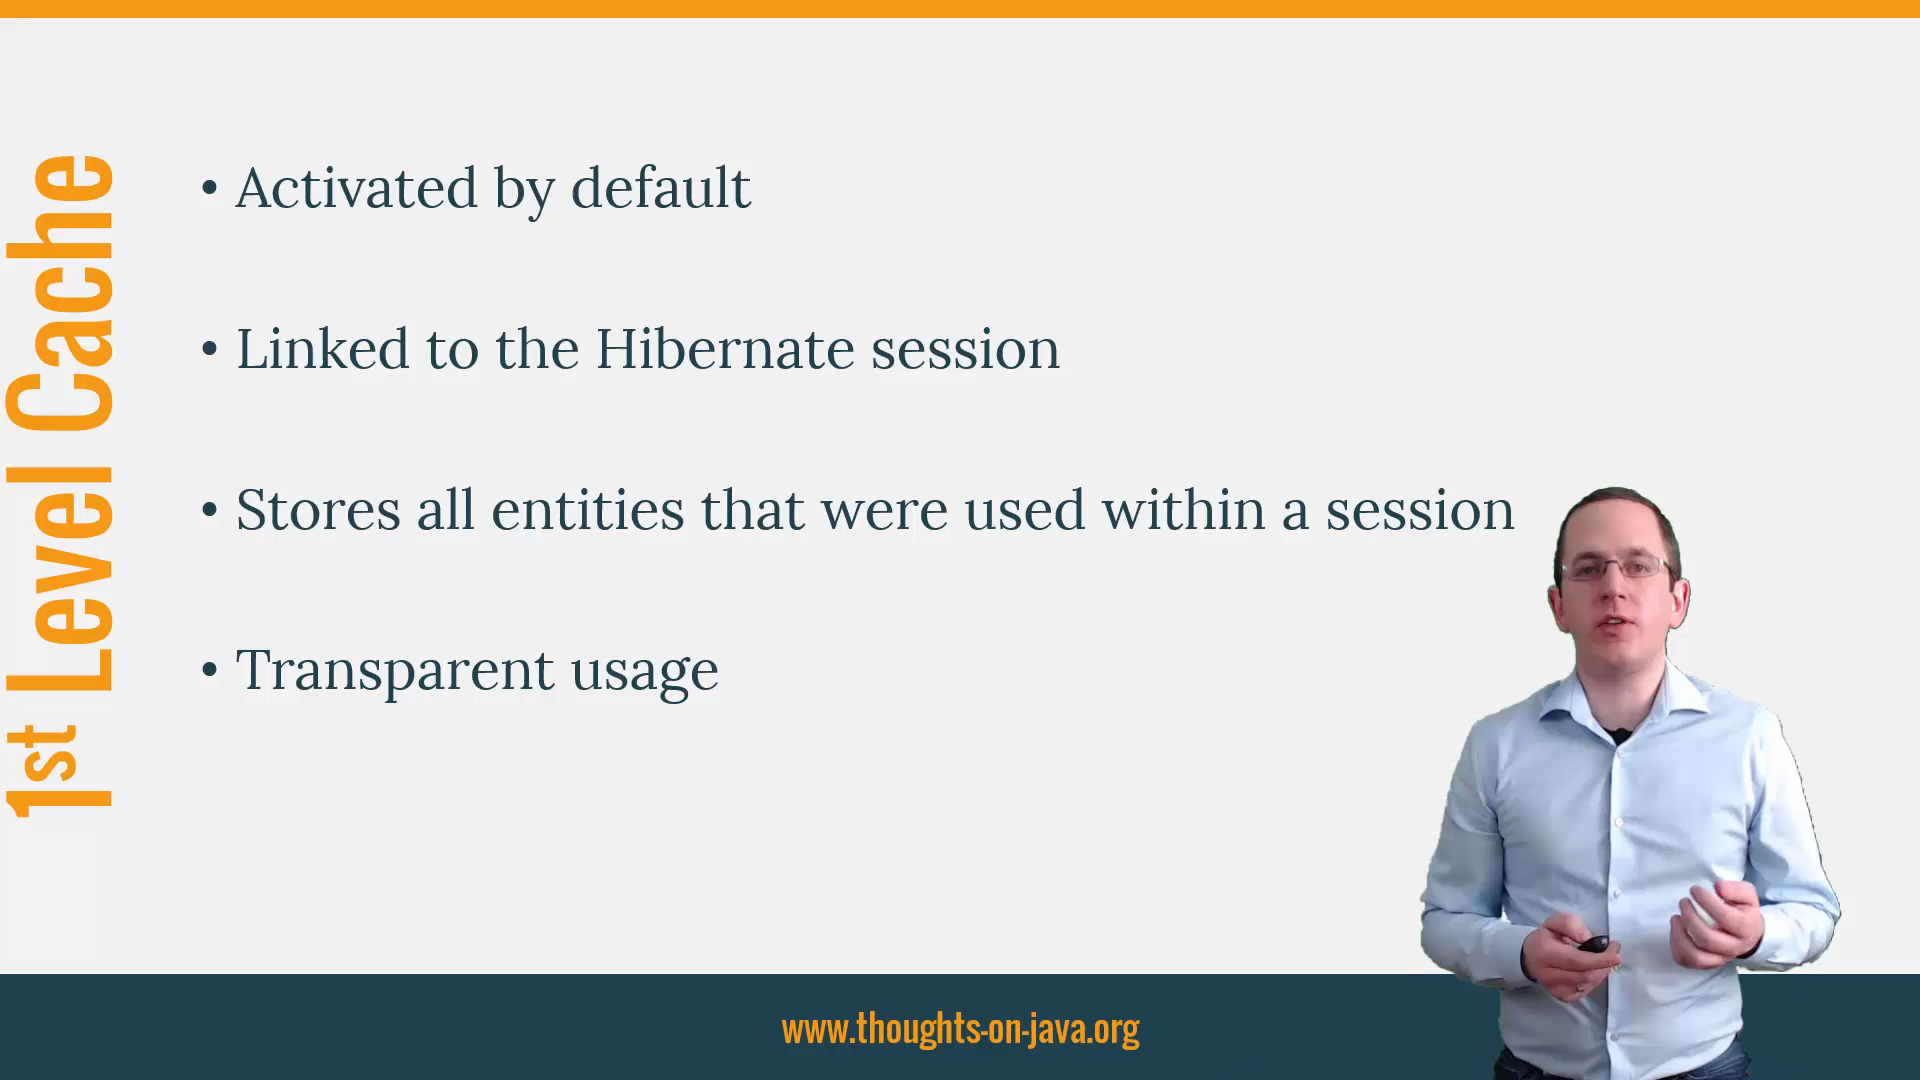 1st Level Cache
• Activated by default
• Linked to the Hibernate session
• Stores all entities that were used within a session
• Transparent usage
www.thoughts-on-java.org